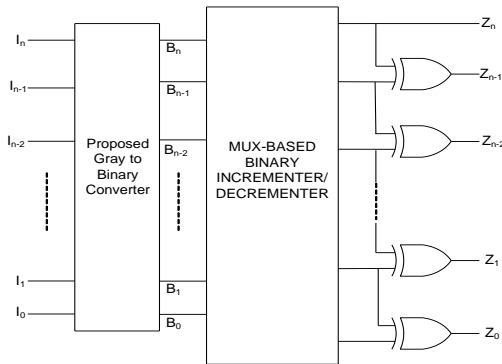 Iₙ
Iₙ₋₁
Iₙ₋₂
I₁
I₀
Proposed
Gray to
Binary
Converter
Bₙ
Bₙ₋₁
Bₙ₋₂
B₁
B₀
MUX-BASED
BINARY
INCREMENTER/
DECREMENTER
Zₙ
Zₙ₋₁
Zₙ₋₂
Z₁
Z₀